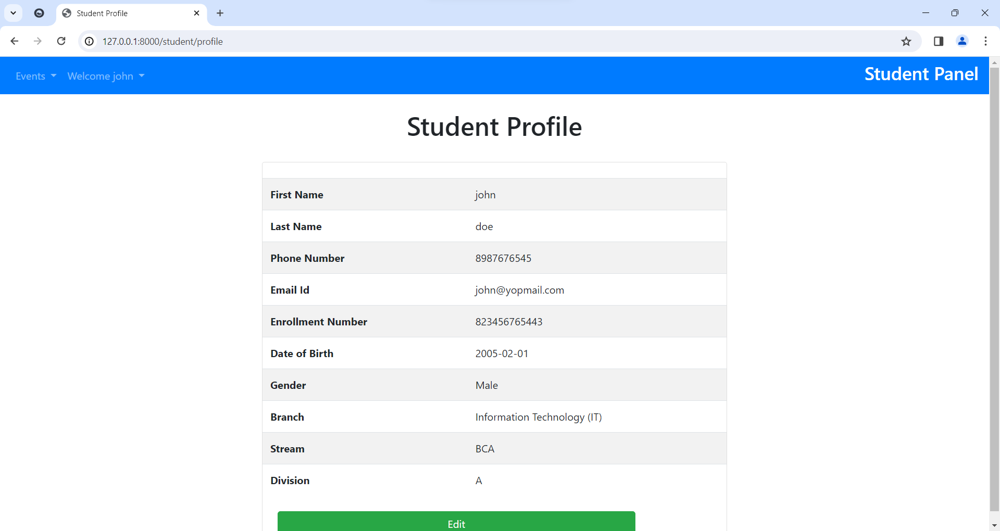 Student Profile
127.0.0.1:8000/student/profile
Events Welcome john Student Panel
Student Profile
First Name john
Last Name doe
Phone Number 8987676545
Email Id john@yopmail.com
Enrollment Number 823456765443
Date of Birth 2005-02-01
Gender Male
Branch Information Technology (IT)
Stream BCA
Division A
Edit